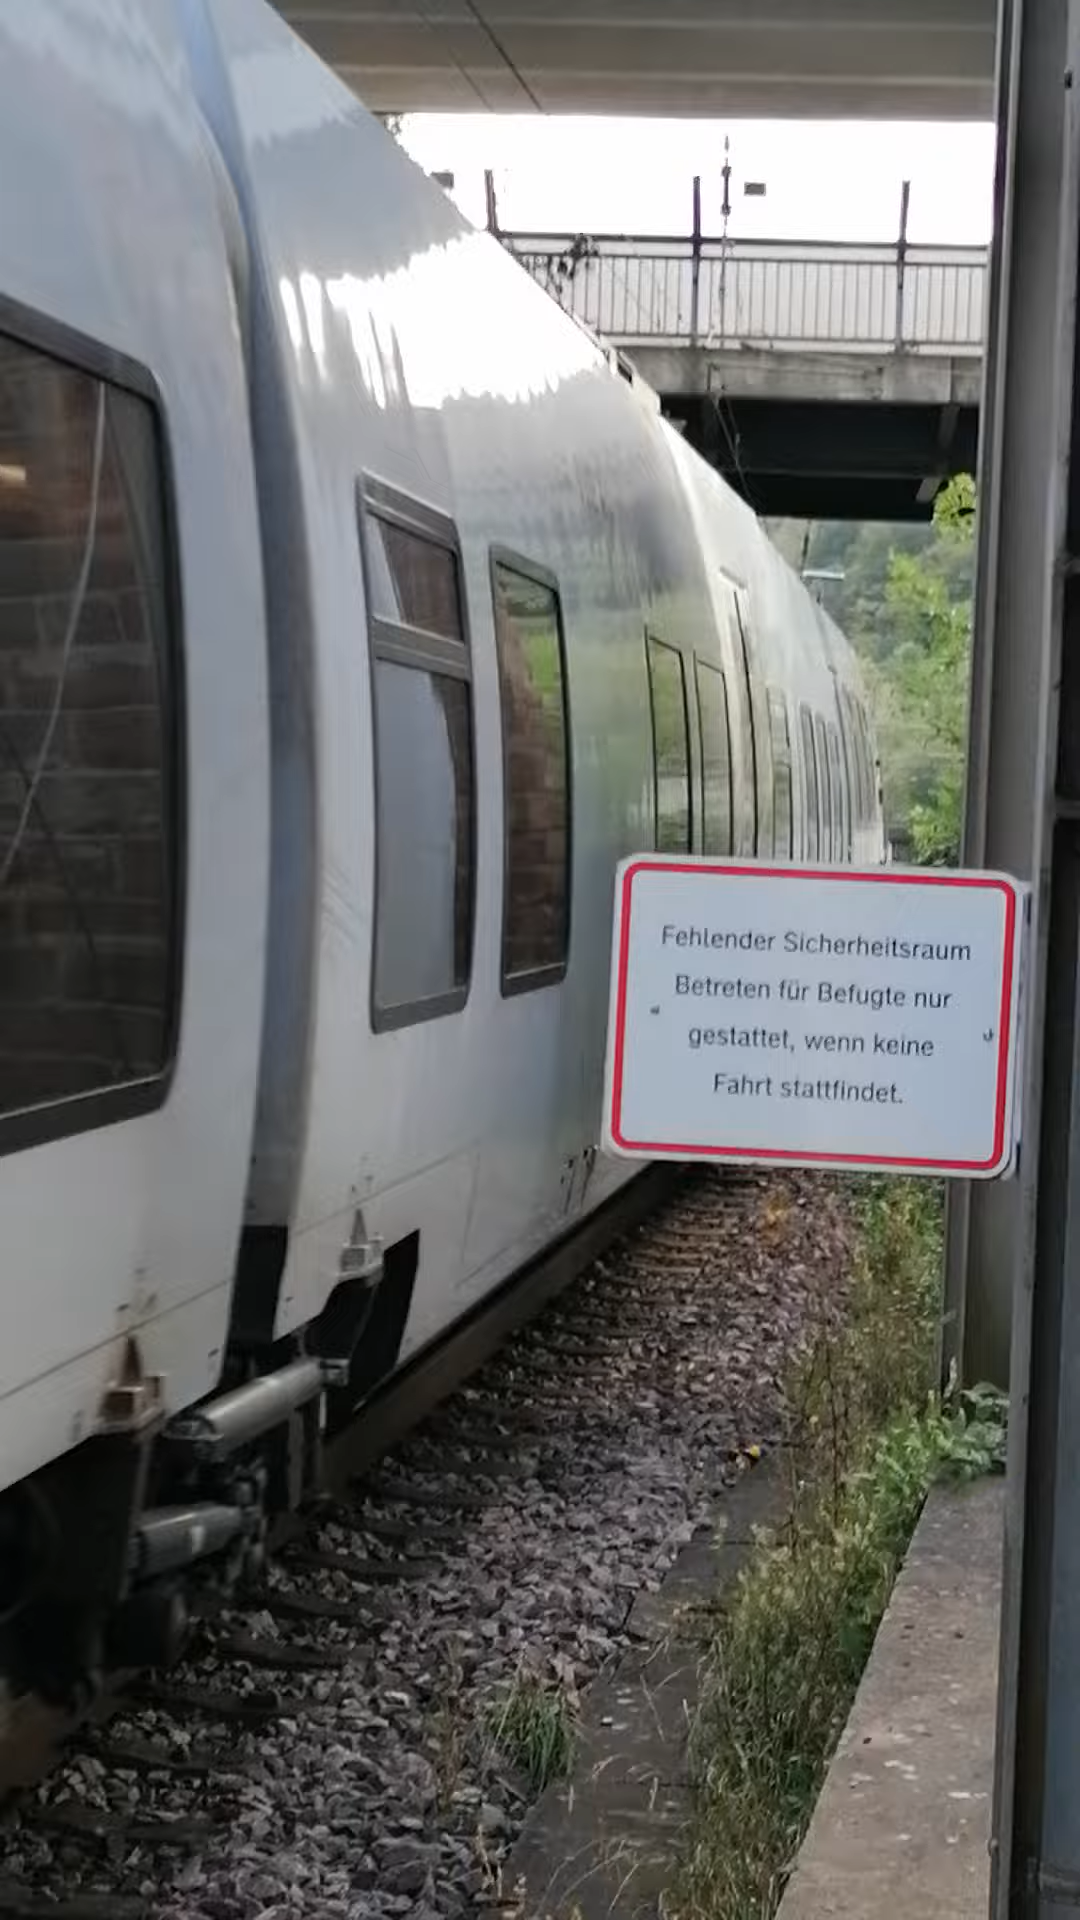 Fehlender Sicherheitsraum
Betreten für Befugte nur
gestattet, wenn keine
Fahrt stattfindet.